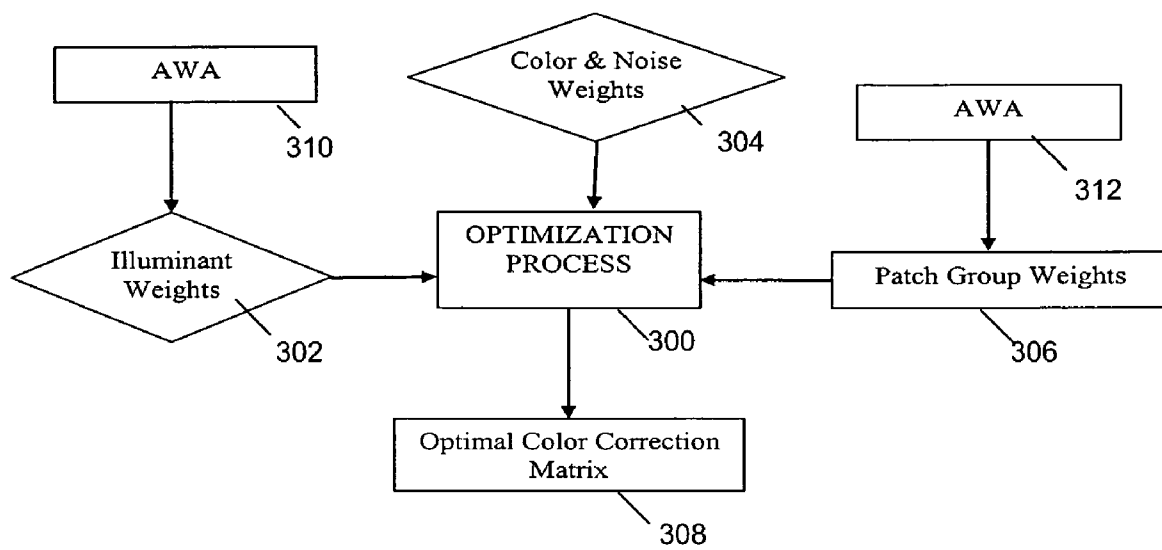 AWA
310
Color & Noise
Weights
304
AWA
312
Illuminant
Weights
302
OPTIMIZATION
PROCESS
300
Patch Group Weights
306
Optimal Color Correction
Matrix
308